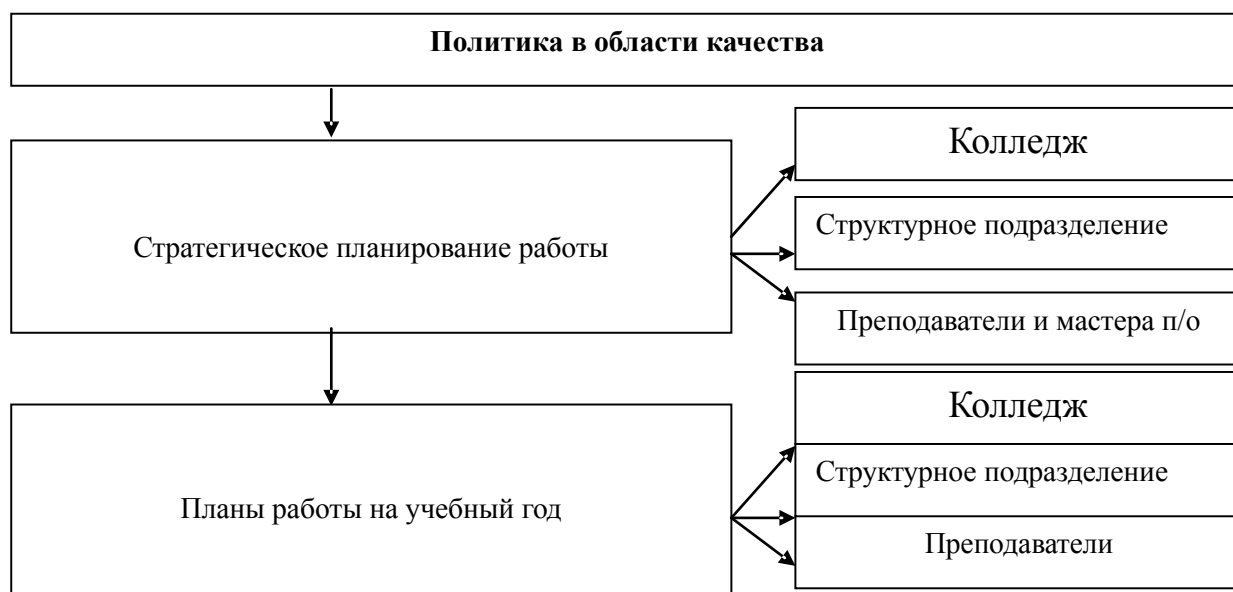 Политика в области качества
Колледж
Стратегическое планирование работы
Структурное подразделение
Преподаватели и мастера п/о
Колледж
Планы работы на учебный год
Структурное подразделение
Преподаватели